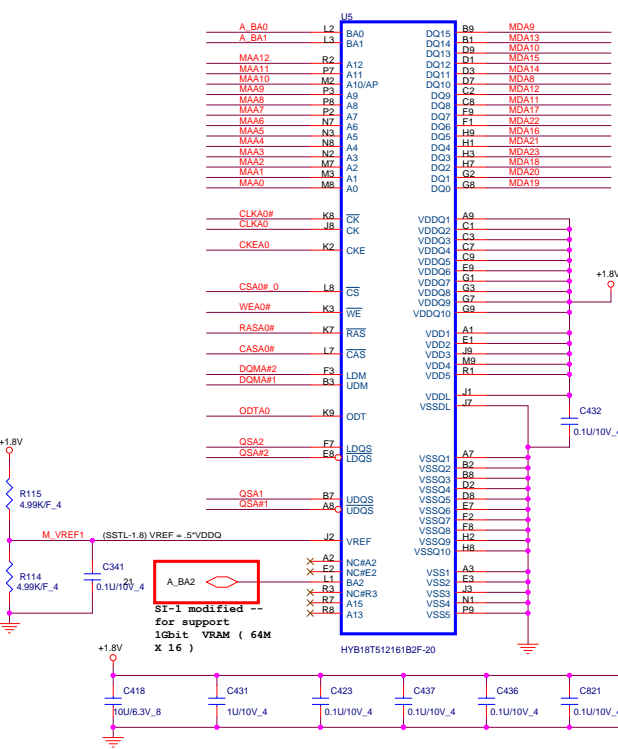 U5
A_BA0 L2 BA0 DQ15 B9 MDA9
A_BA1 L3 BA1 DQ14 B1 MDA13
DQ13 D9 MDA10
MAA12 R2 A12 DQ12 D1 MDA15
MAA11 P7 A11 DQ11 D3 MDA14
MAA10 M2 A10/AP DQ10 D7 MDA8
MAA9 P3 A9 DQ9 C2 MDA12
MAA8 P8 A8 DQ8 C8 MDA11
MAA7 P2 A7 DQ7 F9 MDA17
MAA6 N7 A6 DQ6 F1 MDA22
MAA5 N3 A5 DQ5 H9 MDA16
MAA4 N8 A4 DQ4 H1 MDA21
MAA3 N2 A3 DQ3 H3 MDA23
MAA2 M7 A2 DQ2 H7 MDA18
MAA1 M3 A1 DQ1 G2 MDA20
MAA0 M8 A0 DQ0 G8 MDA19
CLKA0# K8 CK VDDQ1 A9
CLKA0 J8 CK VDDQ2 C1
VDDQ3 C3
CKEA0 K2 CKE VDDQ4 C7
VDDQ5 C9
VDDQ6 E9
VDDQ7 G1
CSA0#_0 L8 CS VDDQ8 G3
VDDQ9 G7
WEA0# K3 WE VDDQ10 G9
+1.8V
RASA0# K7 RAS VDD1 A1
VDD2 E1
CASA0# L7 CAS VDD3 J9
VDD4 M9
DQMA#2 F3 LDM VDD5 R1
DQMA#1 B3 UDM
VDDL J1
ODTA0 K9 ODT VSSDL J7
C432
0.1U/10V_4
QSA2 F7 LDQS VSSQ1 A7
QSA#2 E8 LDQS VSSQ2 B2
VSSQ3 B8
VSSQ4 D2
QSA1 B7 UDQS VSSQ5 D8
QSA#1 A8 UDQS VSSQ6 E7
VSSQ7 F2
VSSQ8 F8
VSSQ9 H2
VSSQ10 H8
+1.8V
R115
4.99K/F_4
M_VREF1 (SSTL-1.8) VREF = .5*VDDQ J2 VREF
R114
4.99K/F_4
C341
0.1U/10V_4
21
A_BA2
A2 NC#A2 VSS1 A3
E2 NC#E2 VSS2 E3
L1 BA2 VSS3 J3
R3 NC#R3 VSS4 N1
R7 A15 VSS5 P9
R8 A13
SI-1 modified --
for support
1Gbit VRAM ( 64M
X 16 )
HYB18T512161B2F-20
+1.8V
C418 C431 C423 C437 C436 C821
10U/6.3V_8 1U/10V_4 0.1U/10V_4 0.1U/10V_4 0.1U/10V_4 0.1U/10V_4